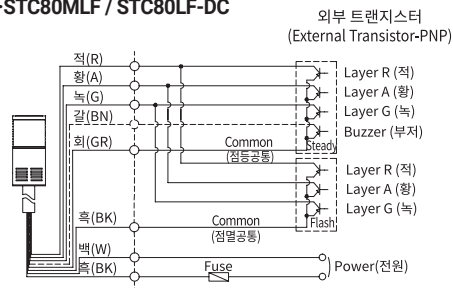 -STC80MLF / STC80LF-DC
외부 트랜지스터
(External Transistor-PNP)
적(R)
황(A)
녹(G)
갈(BN)
회(GR)
Common
(점등공통)
Layer R (적)
Layer A (황)
Layer G (녹)
Buzzer (부저)
Steady
Layer R (적)
Layer A (황)
Layer G (녹)
Flash
흑(BK)
Common
(점멸공통)
백(W)
흑(BK)
Fuse
Power(전원)